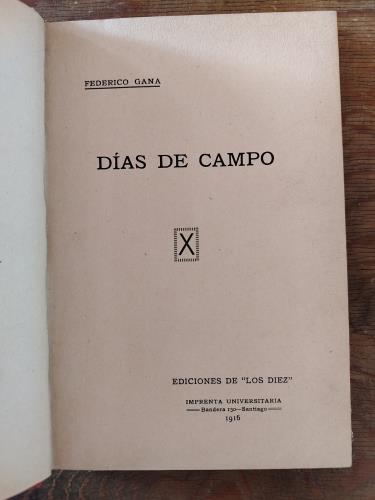 FEDERICO GANA
DÍAS DE CAMPO
X
EDICIONES DE "LOS DIEZ"
IMPRENTA UNIVERSITARIA
Bandera 130—Santiago
1916